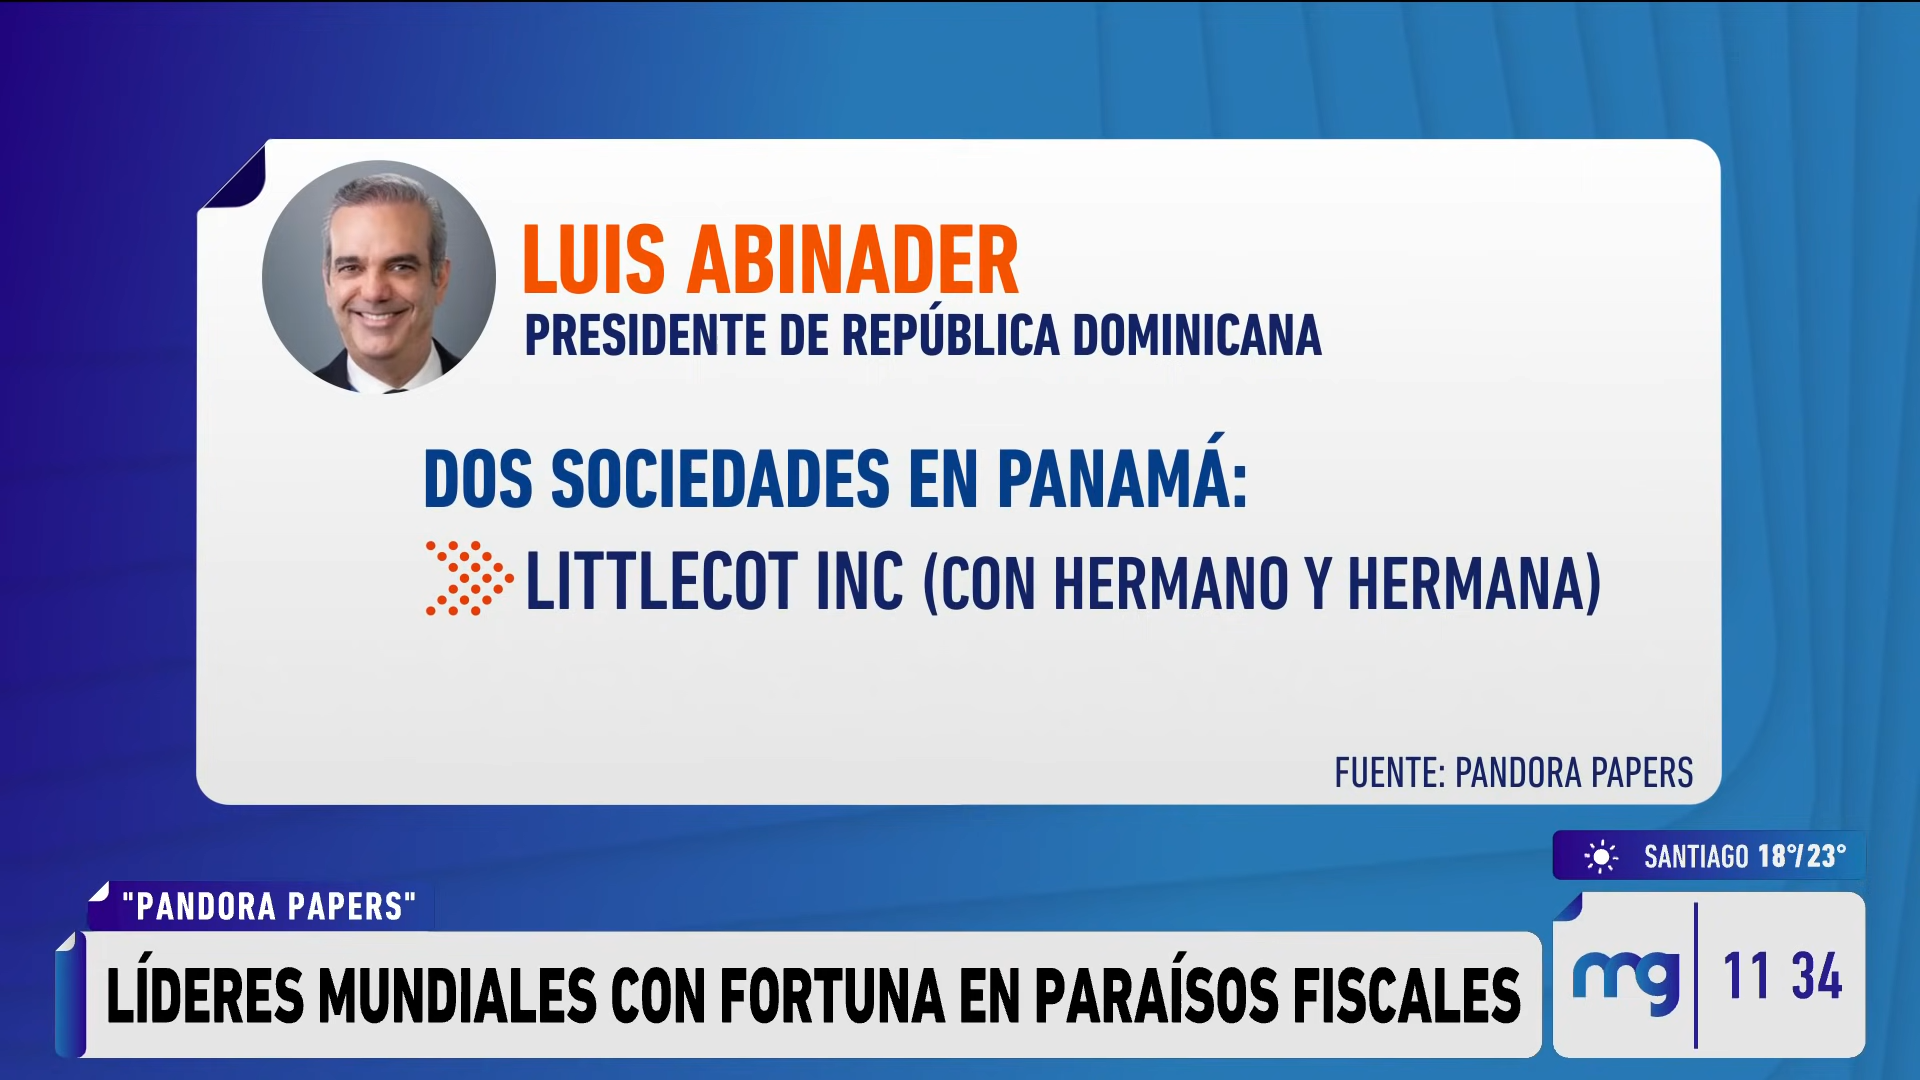 LUIS ABINADER
PRESIDENTE DE REPÚBLICA DOMINICANA
DOS SOCIEDADES EN PANAMÁ:
LITTLECOT INC (CON HERMANO Y HERMANA)
FUENTE: PANDORA PAPERS
SANTIAGO 18°/23°
"PANDORA PAPERS"
LÍDERES MUNDIALES CON FORTUNA EN PARAÍSOS FISCALES
mg
11 34